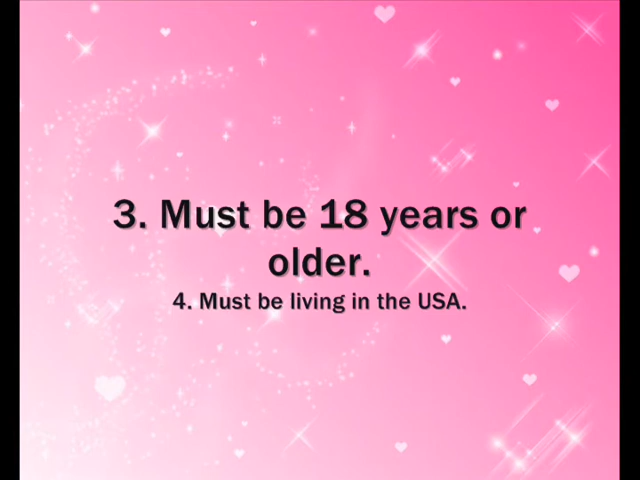 3. Must be 18 years or
older.
4. Must be living in the USA.